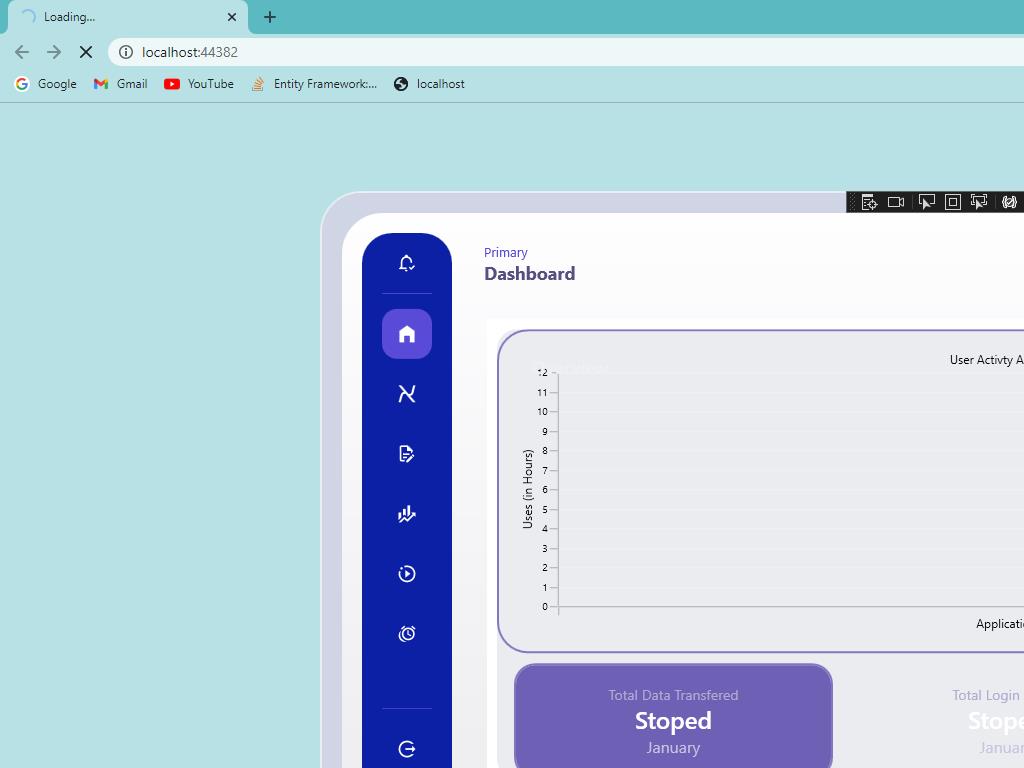 Loading...
localhost:44382
Google Gmail YouTube Entity Framework:... localhost
Primary
Dashboard
User Activty A
12
11
10
9
8
7
6
5
4
3
2
1
0
Uses (in Hours)
Applicati
Total Data Transfered
Stoped
January
Total Login
Stope
Januar